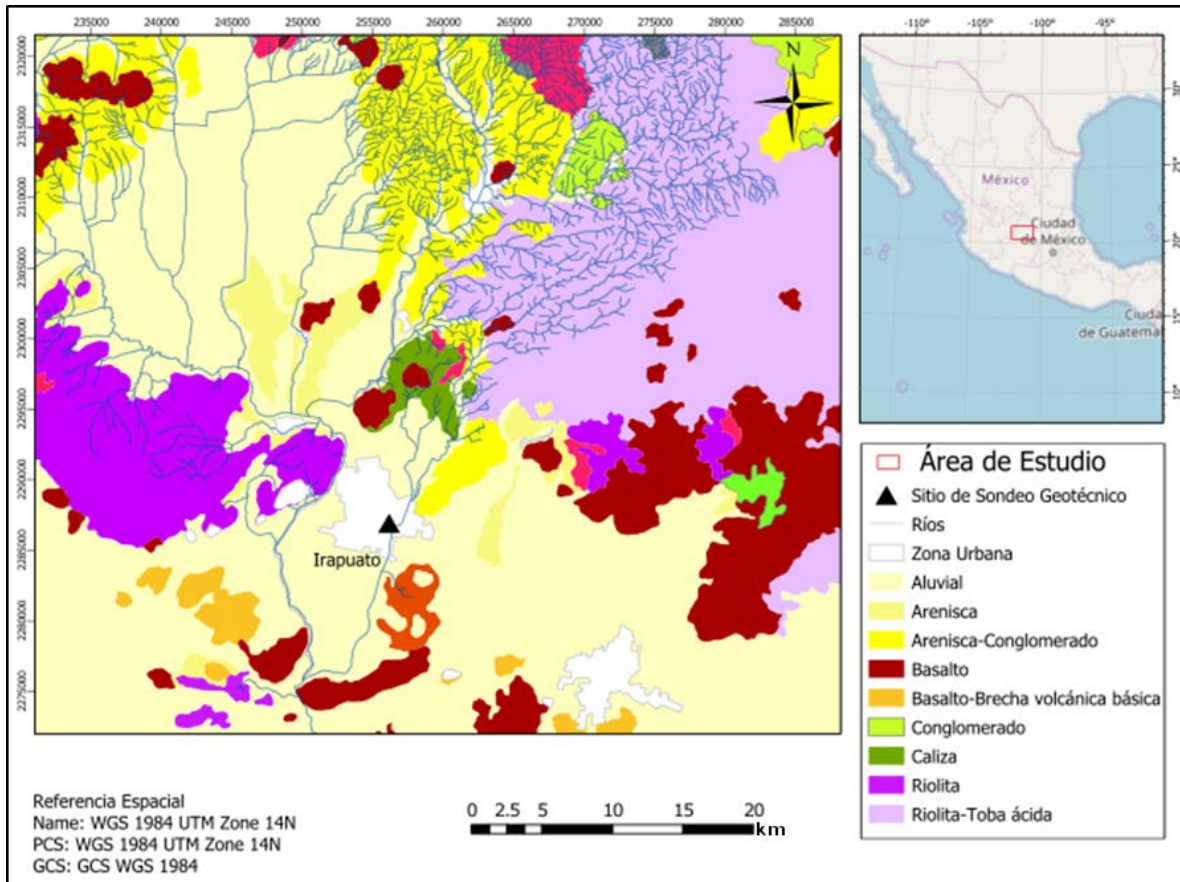 235000 240000 245000 250000 255000 260000 265000 270000 275000 280000 285000
2320000
2315000
2310000
2305000
2300000
2295000
2290000
2285000
2280000
2275000
N
Irapuato
-110° -105° -100° -95°
30°
25°
20°
15°
10°
México
Ciudad
de México
Ciuda
de Guatema
Área de Estudio
Sitio de Sondeo Geotécnico
Ríos
Zona Urbana
Aluvial
Arenisca
Arenisca-Conglomerado
Basalto
Basalto-Brecha volcánica básica
Conglomerado
Caliza
Riolita
Riolita-Toba ácida
Referencia Espacial
Name: WGS 1984 UTM Zone 14N
PCS: WGS 1984 UTM Zone 14N
GCS: GCS WGS 1984
0 2.5 5 10 15 20
km